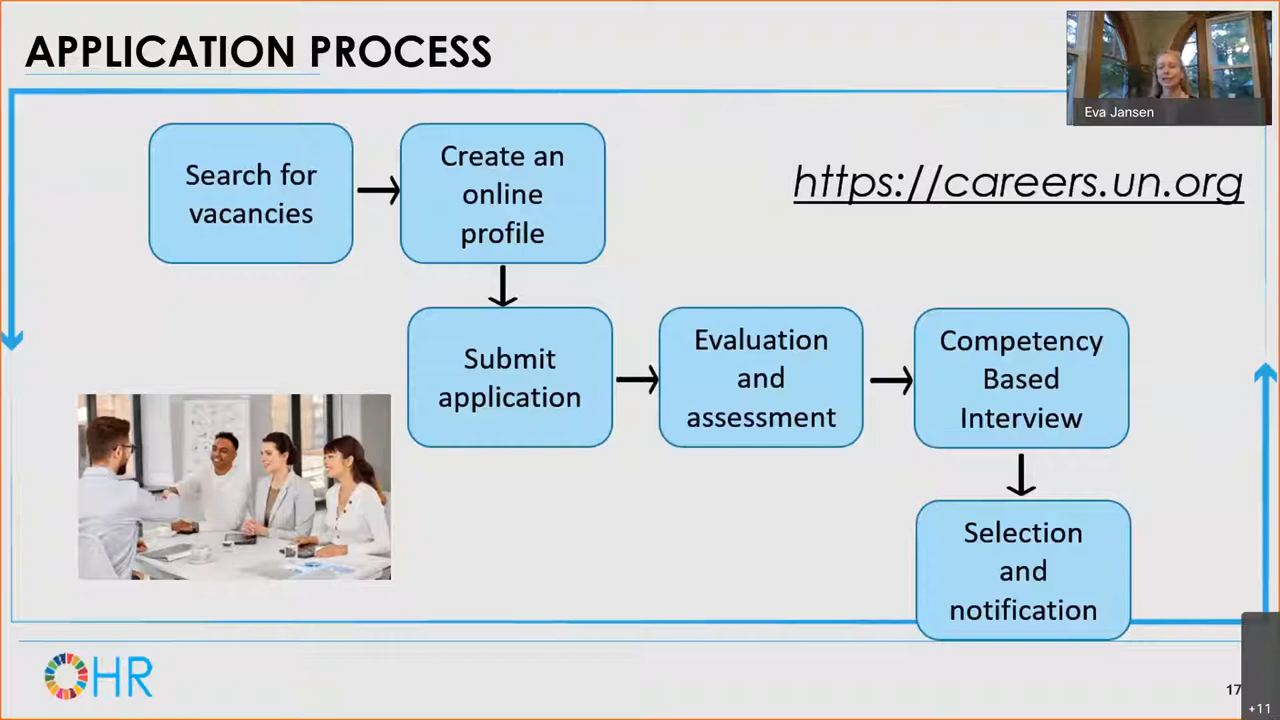 APPLICATION PROCESS
Eva Jansen
Search for
vacancies
Create an
online
profile
https://careers.un.org
Submit
application
Evaluation
and
assessment
Competency
Based
Interview
Selection
and
notification
OHR
17
+11